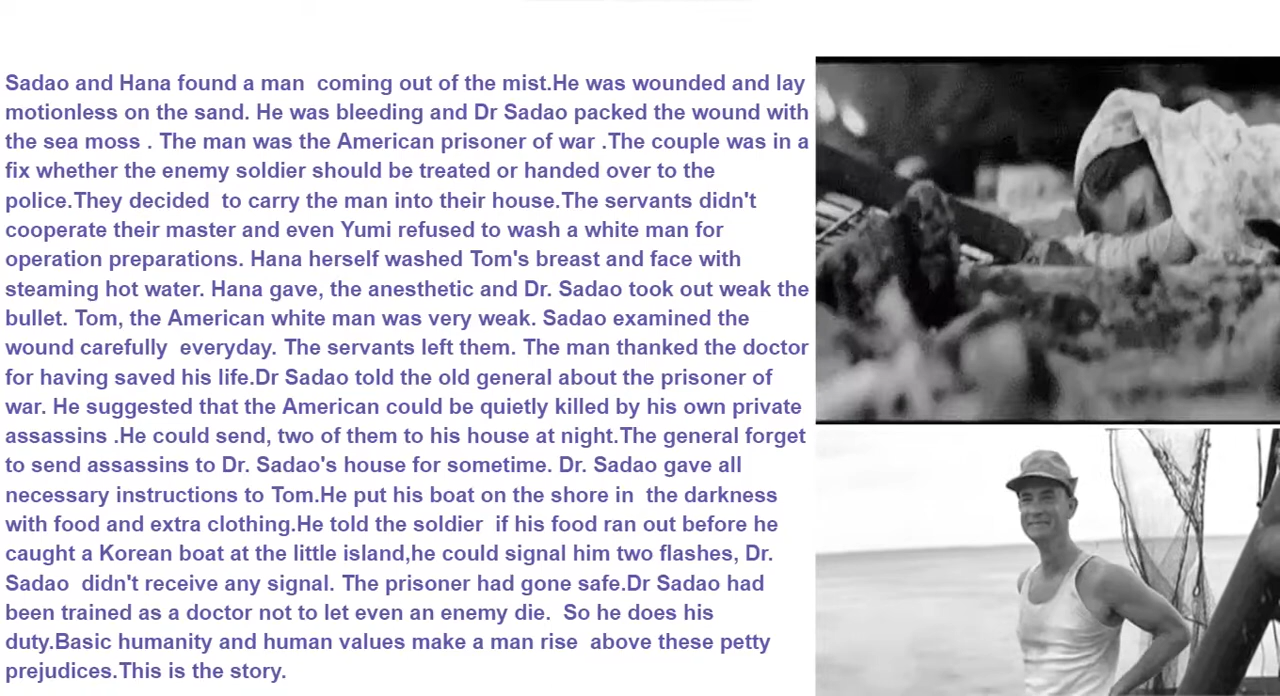 Sadao and Hana found a man  coming out of the mist.He was wounded and lay
motionless on the sand. He was bleeding and Dr Sadao packed the wound with
the sea moss . The man was the American prisoner of war .The couple was in a
fix whether the enemy soldier should be treated or handed over to the
police.They decided  to carry the man into their house.The servants didn't
cooperate their master and even Yumi refused to wash a white man for
operation preparations. Hana herself washed Tom's breast and face with
steaming hot water. Hana gave, the anesthetic and Dr. Sadao took out weak the
bullet. Tom, the American white man was very weak. Sadao examined the
wound carefully  everyday. The servants left them. The man thanked the doctor
for having saved his life.Dr Sadao told the old general about the prisoner of
war. He suggested that the American could be quietly killed by his own private
assassins .He could send, two of them to his house at night.The general forget
to send assassins to Dr. Sadao's house for sometime. Dr. Sadao gave all
necessary instructions to Tom.He put his boat on the shore in  the darkness
with food and extra clothing.He told the soldier  if his food ran out before he
caught a Korean boat at the little island,he could signal him two flashes, Dr.
Sadao  didn't receive any signal. The prisoner had gone safe.Dr Sadao had
been trained as a doctor not to let even an enemy die.  So he does his
duty.Basic humanity and human values make a man rise  above these petty
prejudices.This is the story.